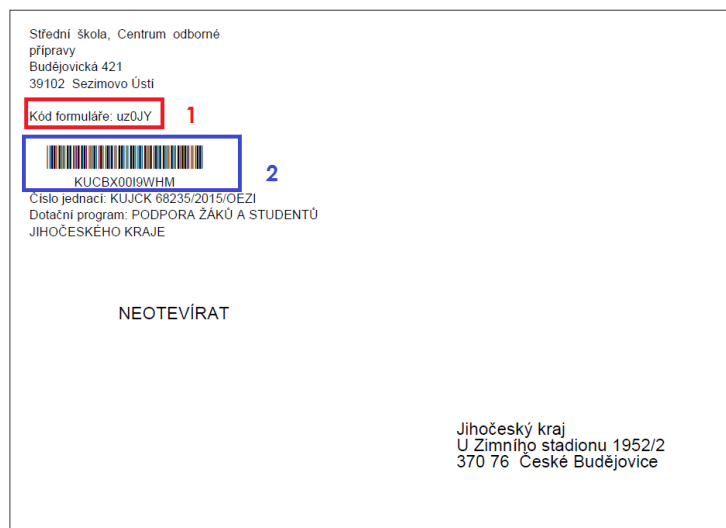 Střední škola, Centrum odborné
přípravy
Budějovická 421
39102 Sezimovo Ústí
Kód formuláře: uz0JY
1
2
KUCBX00I9WHM
Číslo jednací: KUJCK 68235/2015/OEZI
Dotační program: PODPORA ŽÁKŮ A STUDENTŮ
JIHOČESKÉHO KRAJE
NEOTEVÍRAT
Jihočeský kraj
U Zimního stadionu 1952/2
370 76 České Budějovice